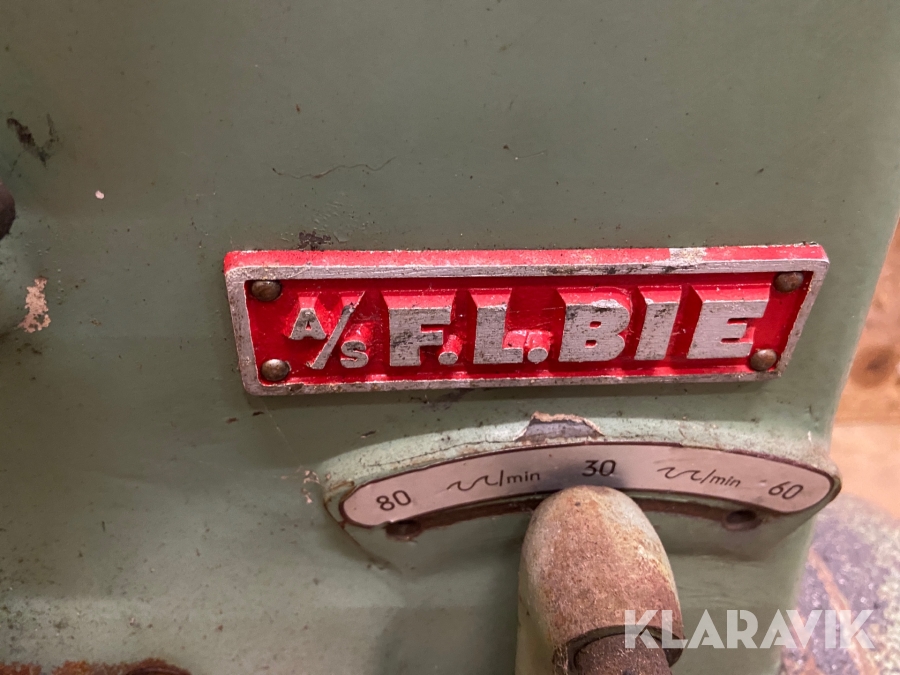 A/S F.L.BIE
80 /min 30 /min 60
KLARAVIK